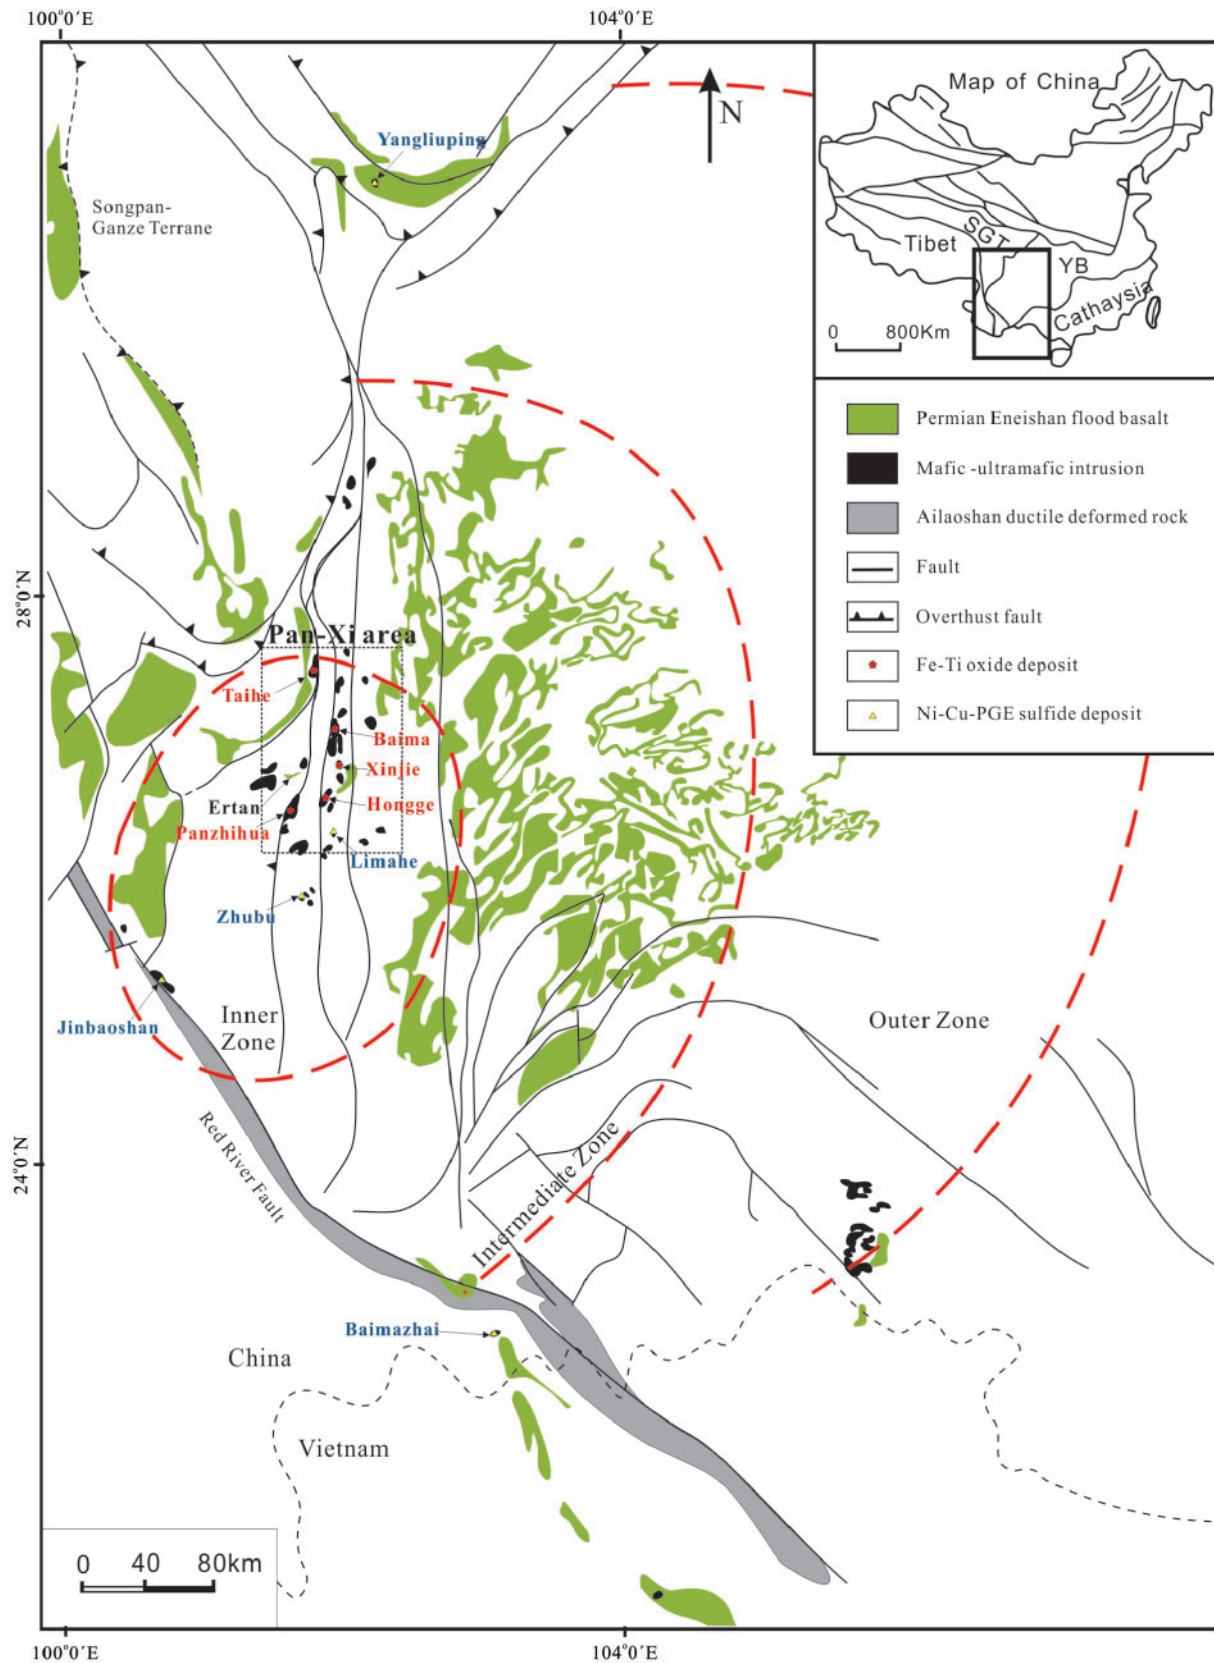 100°0′E
104°0′E
N
Yangliuping
Songpan-
Ganze Terrane
Map of China
SGT
Tibet
YB
Cathaysia
0
800Km
Permian Eneishan flood basalt
Mafic -ultramafic intrusion
Ailaoshan ductile deformed rock
Fault
Overthust fault
Fe-Ti oxide deposit
Ni-Cu-PGE sulfide deposit
28°0′N
Pan-Xi area
Taihe
Baima
Xinjie
Ertan
Hongge
Panzhihua
Limahe
Zhubu
Inner
Zone
Jinbaoshan
Outer Zone
24°0′N
Red River Fault
Intermediate Zone
Baimazhai
China
Vietnam
0 40 80km
100°0′E
104°0′E